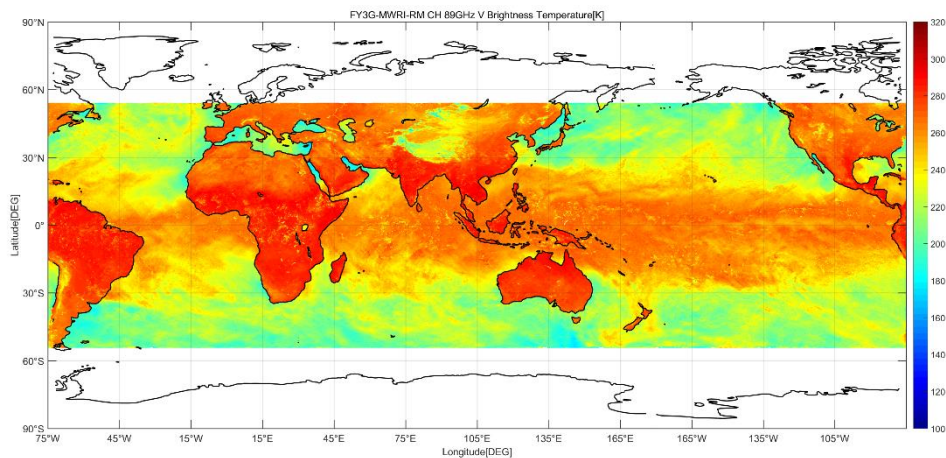 FY3G-MWRI-RM CH 89GHz V Brightness Temperature[K]
90°N
60°N
30°N
0°
30°S
60°S
90°S
Latitude[DEG]
75°W 45°W 15°W 15°E 45°E 75°E 105°E 135°E 165°E 165°W 135°W 105°W
Longitude[DEG]
320
300
280
260
240
220
200
180
160
140
120
100